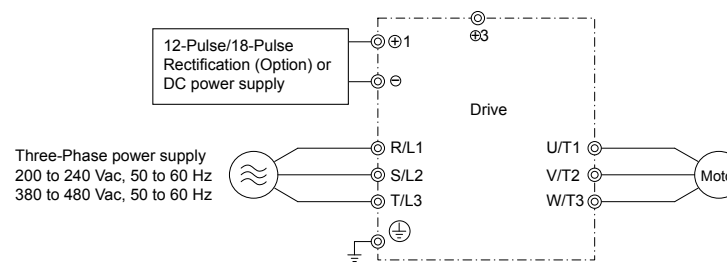 12-Pulse/18-Pulse
Rectification (Option) or
DC power supply
⊕1
⊖
⊕3
Drive
Three-Phase power supply
200 to 240 Vac, 50 to 60 Hz
380 to 480 Vac, 50 to 60 Hz
R/L1
S/L2
T/L3
U/T1
V/T2
W/T3